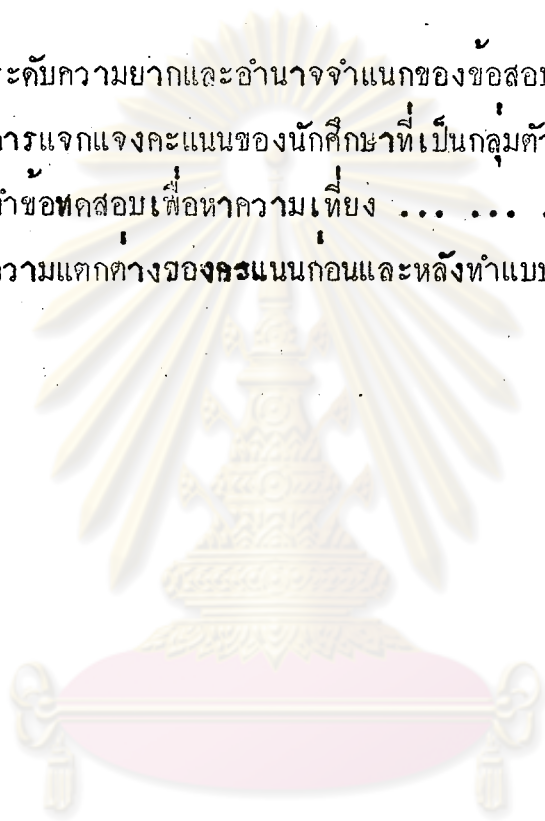 ระดับความยากและอำนาจจำแนกของข้อสอบ
การแจกแจงคะแนนของนักศึกษาที่เป็นกลุ่มตัว
ทำข้อทดสอบเพื่อหาความเที่ยง ... ... .
ความแตกต่างของคะแนนก่อนและหลังทำแบบ